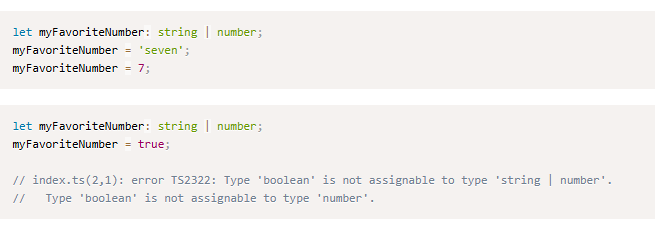 let myFavoriteNumber: string | number;
myFavoriteNumber = 'seven';
myFavoriteNumber = 7;
let myFavoriteNumber: string | number;
myFavoriteNumber = true;
// index.ts(2,1): error TS2322: Type 'boolean' is not assignable to type 'string | number'.
//   Type 'boolean' is not assignable to type 'number'.